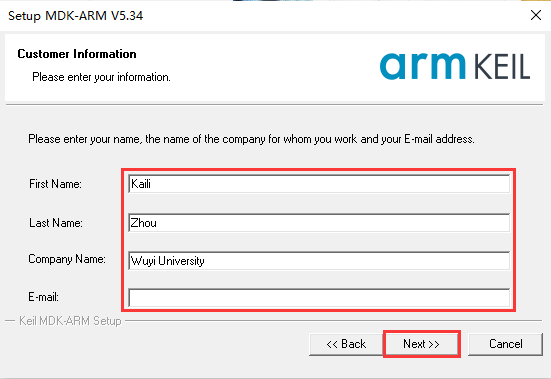 Setup MDK-ARM V5.34
Customer Information
Please enter your information.
arm KEIL
Please enter your name, the name of the company for whom you work and your E-mail address.
First Name: Kaili
Last Name: Zhou
Company Name: Wuyi University
E-mail:
Keil MDK-ARM Setup
<< Back Next >> Cancel